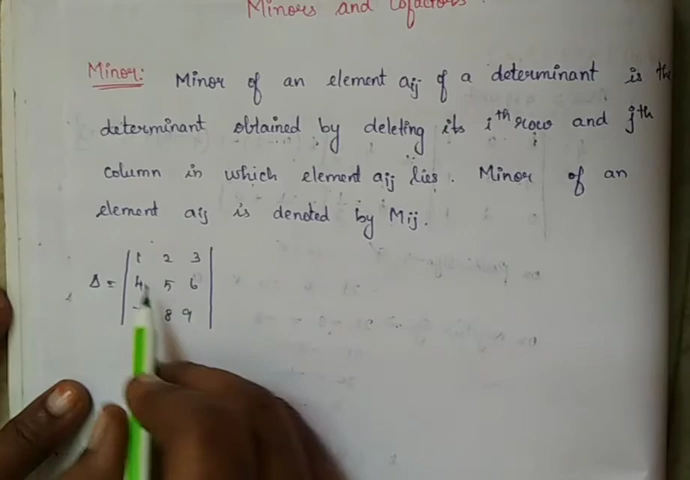 Minors and Cofactors.
Minor: Minor of an element aij of a determinant is the
determinant obtained by deleting its ith row and jth
column in which element aij lies. Minor of an
element aij is denoted by Mij.
1 2 3
Δ = 4 5 6
8 9